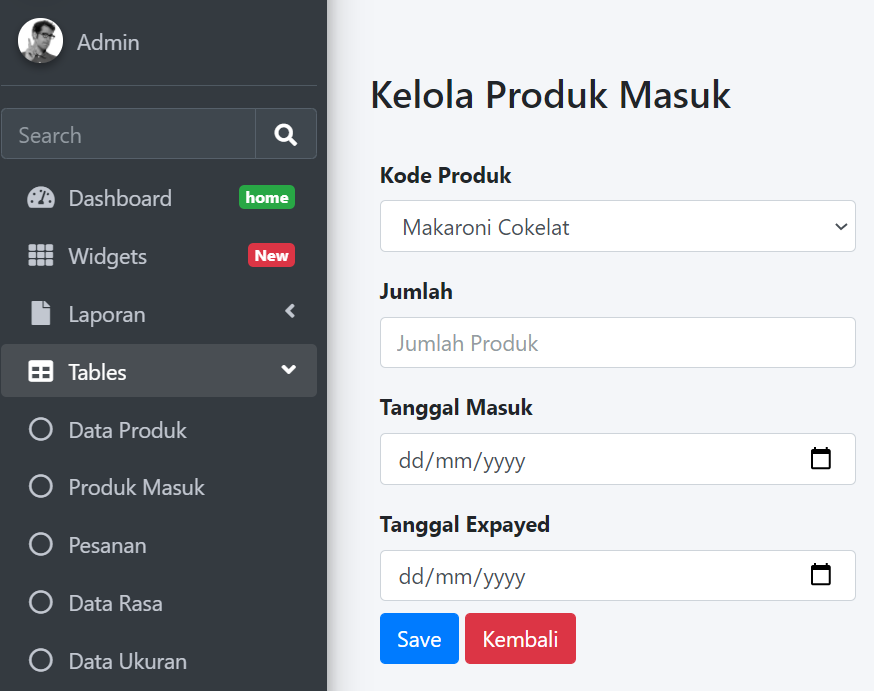 Admin
Search
Dashboard home
Widgets New
Laporan
Tables
Data Produk
Produk Masuk
Pesanan
Data Rasa
Data Ukuran
Kelola Produk Masuk
Kode Produk
Makaroni Cokelat
Jumlah
Jumlah Produk
Tanggal Masuk
dd/mm/yyyy
Tanggal Expayed
dd/mm/yyyy
Save Kembali